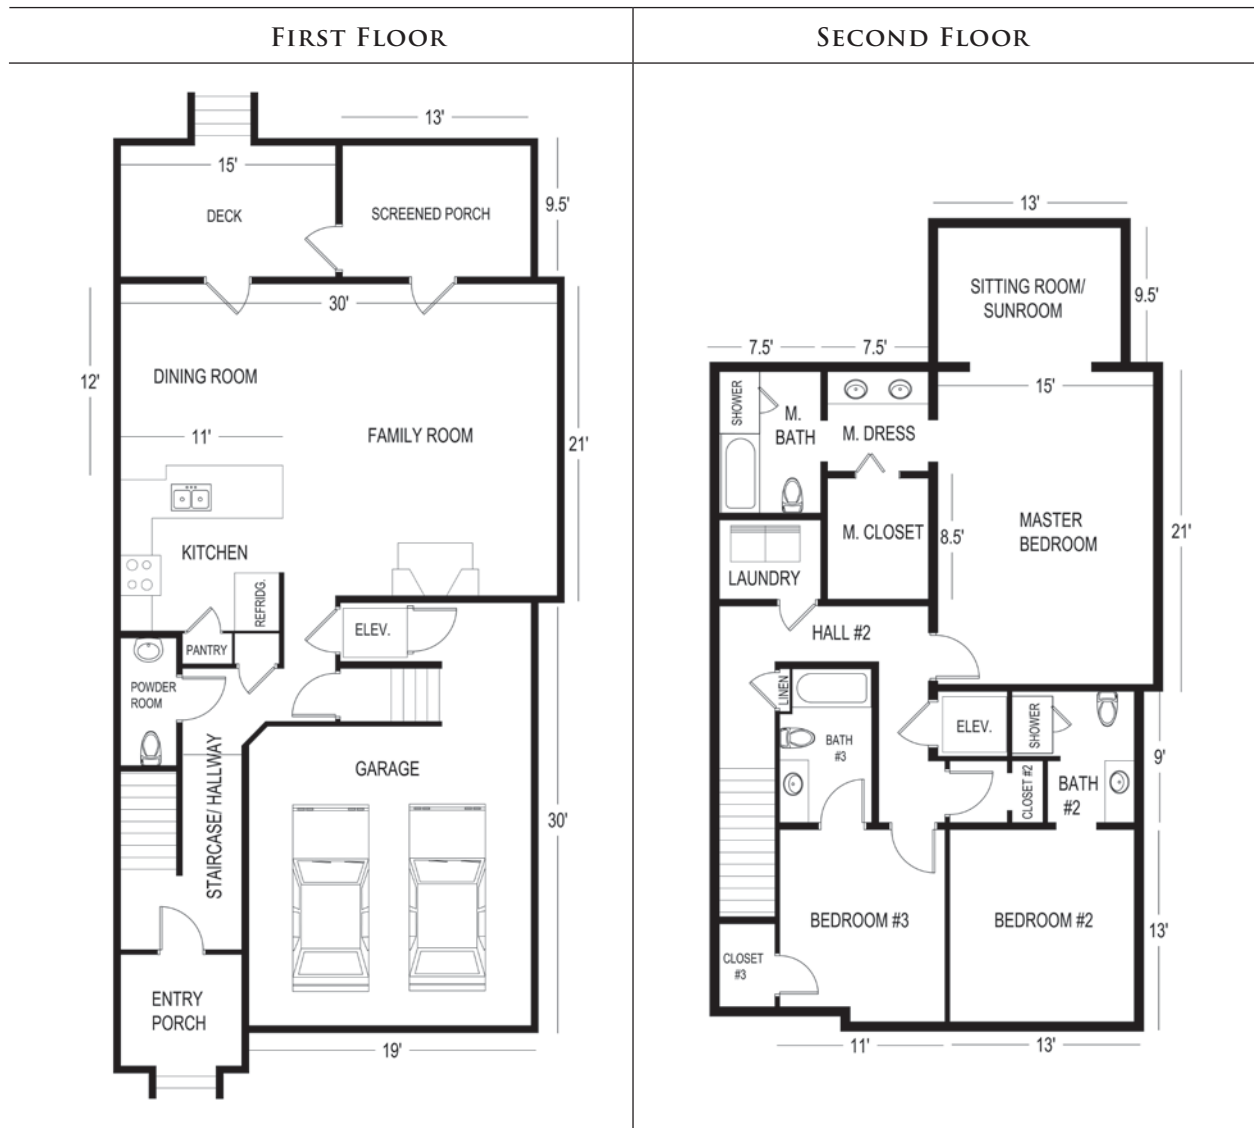 FIRST FLOOR
SECOND FLOOR
13'
15'
DECK
SCREENED PORCH
9.5'
30'
12'
DINING ROOM
11'
FAMILY ROOM
21'
KITCHEN
REFRIDG.
PANTRY
ELEV.
POWDER
ROOM
STAIRCASE/ HALLWAY
GARAGE
30'
ENTRY
PORCH
19'
13'
SITTING ROOM/
SUNROOM
9.5'
7.5'
7.5'
15'
SHOWER
M.
BATH
M. DRESS
M. CLOSET
8.5'
MASTER
BEDROOM
21'
LAUNDRY
HALL #2
LINEN
BATH
#3
ELEV.
SHOWER
CLOSET #2
BATH
#2
9'
BEDROOM #3
BEDROOM #2
13'
CLOSET
#3
11'
13'